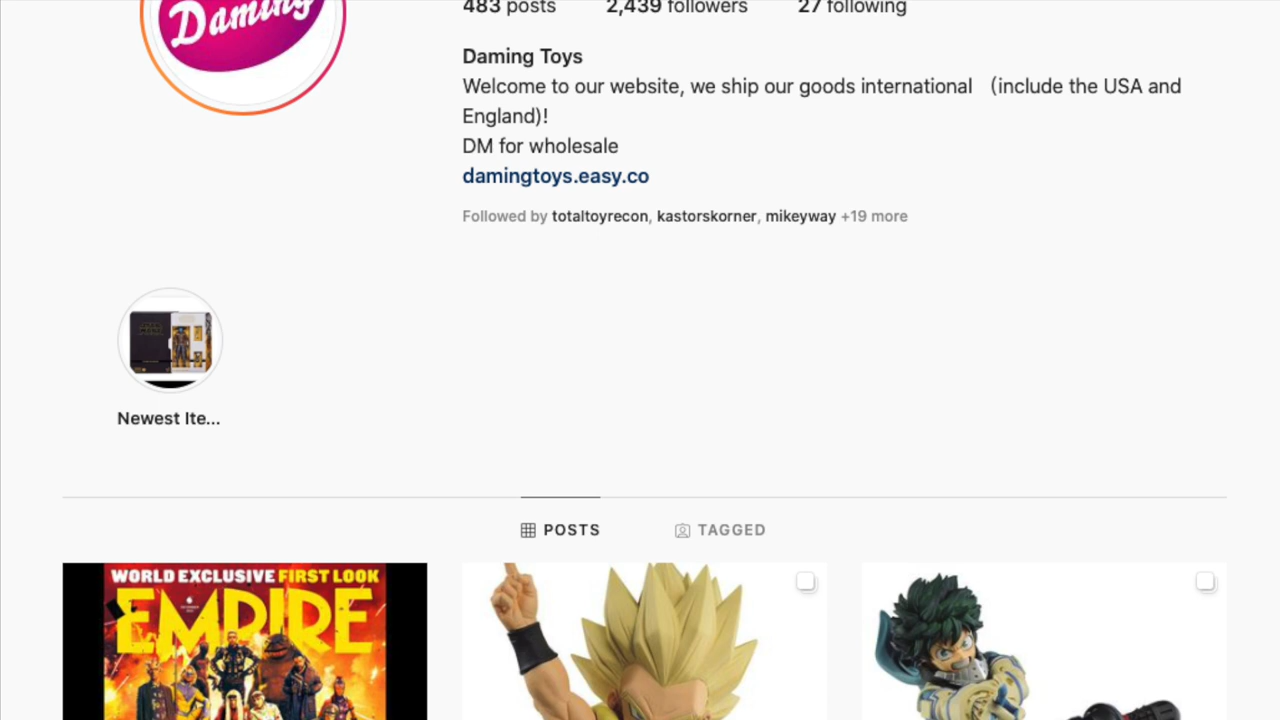 Daming
483 posts 2,439 followers 27 following
Daming Toys
Welcome to our website, we ship our goods international (include the USA and
England)!
DM for wholesale
damingtoys.easy.co
Followed by totaltoyrecon, kastorskorner, mikeyway +19 more
Newest Ite...
POSTS TAGGED
WORLD EXCLUSIVE FIRST LOOK
EMPIRE